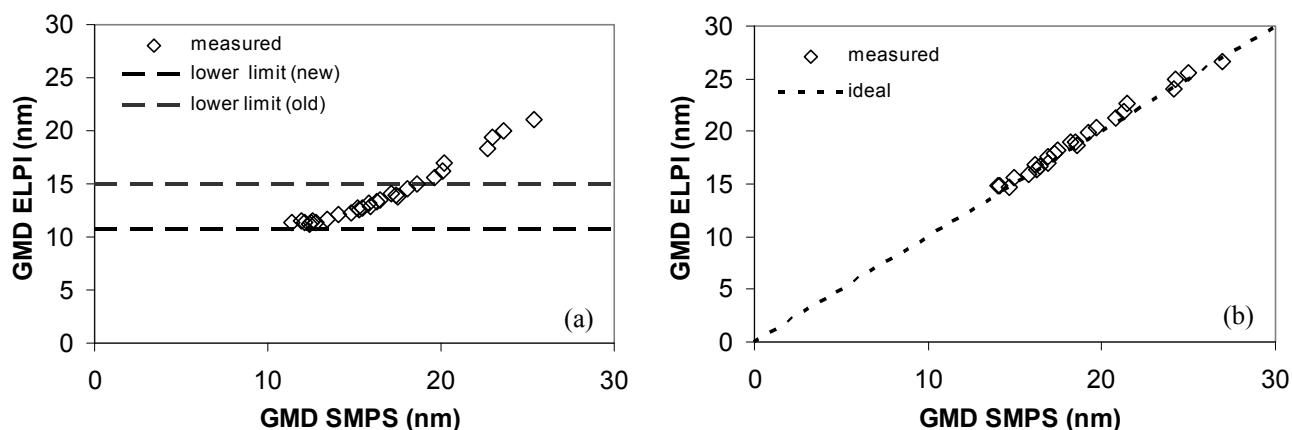 30
25
20
15
10
5
0
GMD ELPI (nm)
measured
lower limit (new)
lower limit (old)
(a)
0 10 20 30
GMD SMPS (nm)
30
25
20
15
10
5
0
GMD ELPI (nm)
measured
ideal
(b)
0 10 20 30
GMD SMPS (nm)